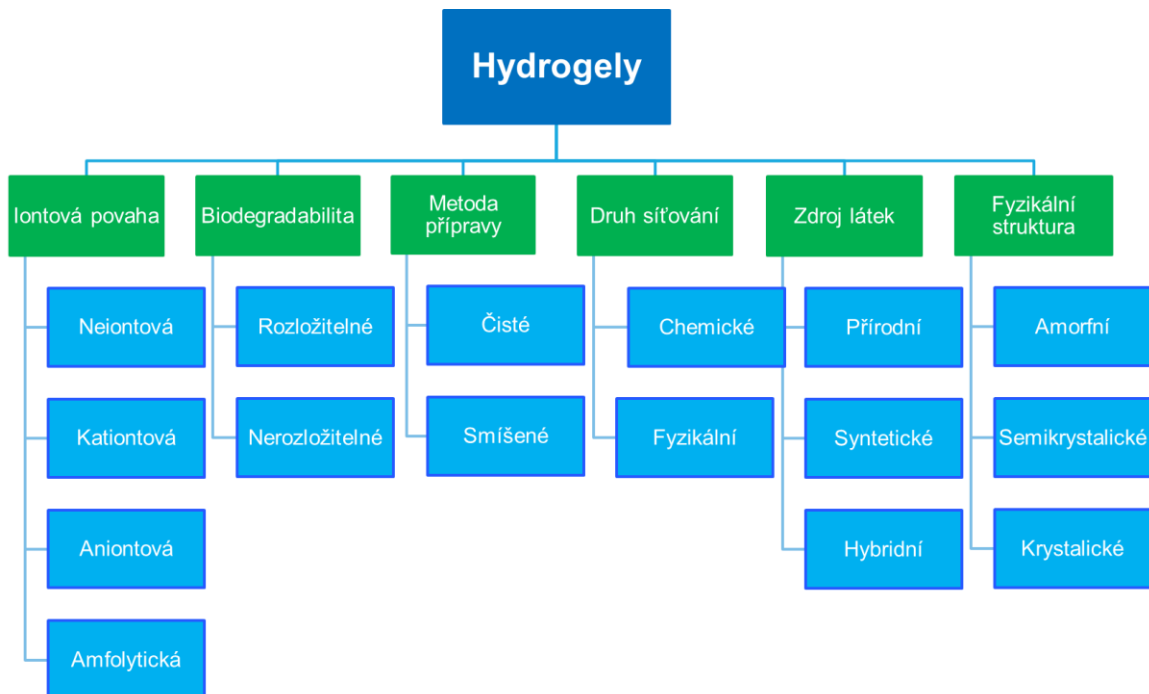 Hydrogely
Iontová povaha
Biodegradabilita
Metoda
přípravy
Druh síťování
Zdroj látek
Fyzikální
struktura
Neiontová
Rozložitelné
Čisté
Chemické
Přírodní
Amorfní
Kationtová
Nerozložitelné
Smíšené
Fyzikální
Syntetické
Semikrystalické
Aniontová
Hybridní
Krystalické
Amfolytická